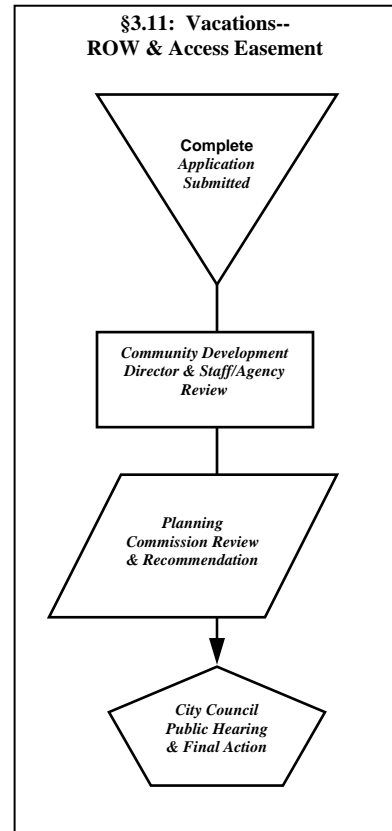 §3.11: Vacations--
ROW & Access Easement
Complete
Application
Submitted
Community Development
Director & Staff/Agency
Review
Planning
Commission Review
& Recommendation
City Council
Public Hearing
& Final Action